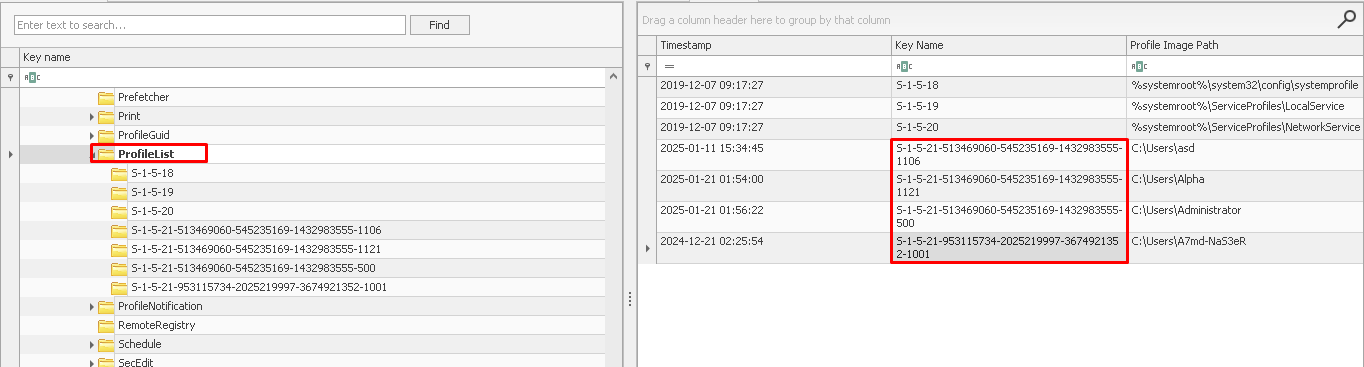 Enter text to search...
Find
Key name
ABC
Prefetcher
Print
ProfileGuid
ProfileList
S-1-5-18
S-1-5-19
S-1-5-20
S-1-5-21-513469060-545235169-1432983555-1106
S-1-5-21-513469060-545235169-1432983555-1121
S-1-5-21-513469060-545235169-1432983555-500
S-1-5-21-953115734-2025219997-3674921352-1001
ProfileNotification
RemoteRegistry
Schedule
SecEdit
Drag a column header here to group by that column
Timestamp Key Name Profile Image Path
= ABC ABC
2019-12-07 09:17:27 S-1-5-18 %systemroot%\system32\config\systemprofile
2019-12-07 09:17:27 S-1-5-19 %systemroot%\ServiceProfiles\LocalService
2019-12-07 09:17:27 S-1-5-20 %systemroot%\ServiceProfiles\NetworkService
2025-01-11 15:34:45 S-1-5-21-513469060-545235169-1432983555- C:\Users\asd
1106
2025-01-21 01:54:00 S-1-5-21-513469060-545235169-1432983555- C:\Users\Alpha
1121
2025-01-21 01:56:22 S-1-5-21-513469060-545235169-1432983555- C:\Users\Administrator
500
2024-12-21 02:25:54 S-1-5-21-953115734-2025219997-367492135 C:\Users\A7md-NaS3eR
2-1001